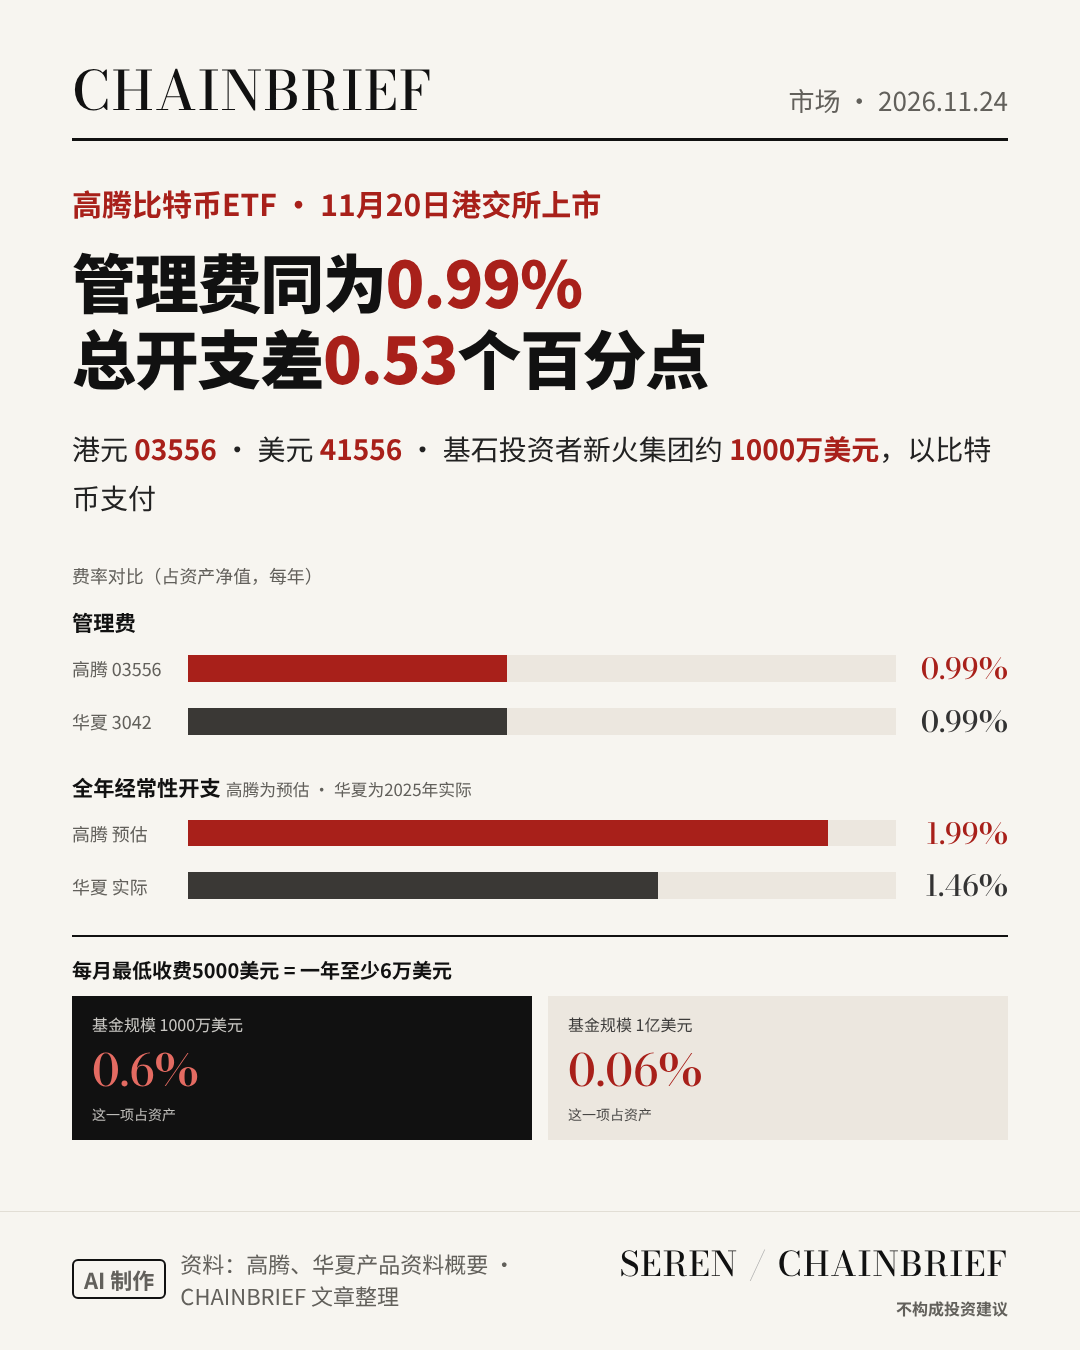 CHAINBRIEF
市场 · 2026.11.24
高腾比特币ETF · 11月20日港交所上市
管理费同为0.99%
总开支差0.53个百分点
港元 03556 · 美元 41556 · 基石投资者新火集团约 1000万美元，以比特
币支付
费率对比（占资产净值，每年）
管理费
高腾 03556 0.99%
华夏 3042 0.99%
全年经常性开支 高腾为预估 · 华夏为2025年实际
高腾 预估 1.99%
华夏 实际 1.46%
每月最低收费5000美元 = 一年至少6万美元
基金规模 1000万美元
0.6%
这一项占资产
基金规模 1亿美元
0.06%
这一项占资产
AI 制作
资料：高腾、华夏产品资料概要 ·
CHAINBRIEF 文章整理
SEREN / CHAINBRIEF
不构成投资建议